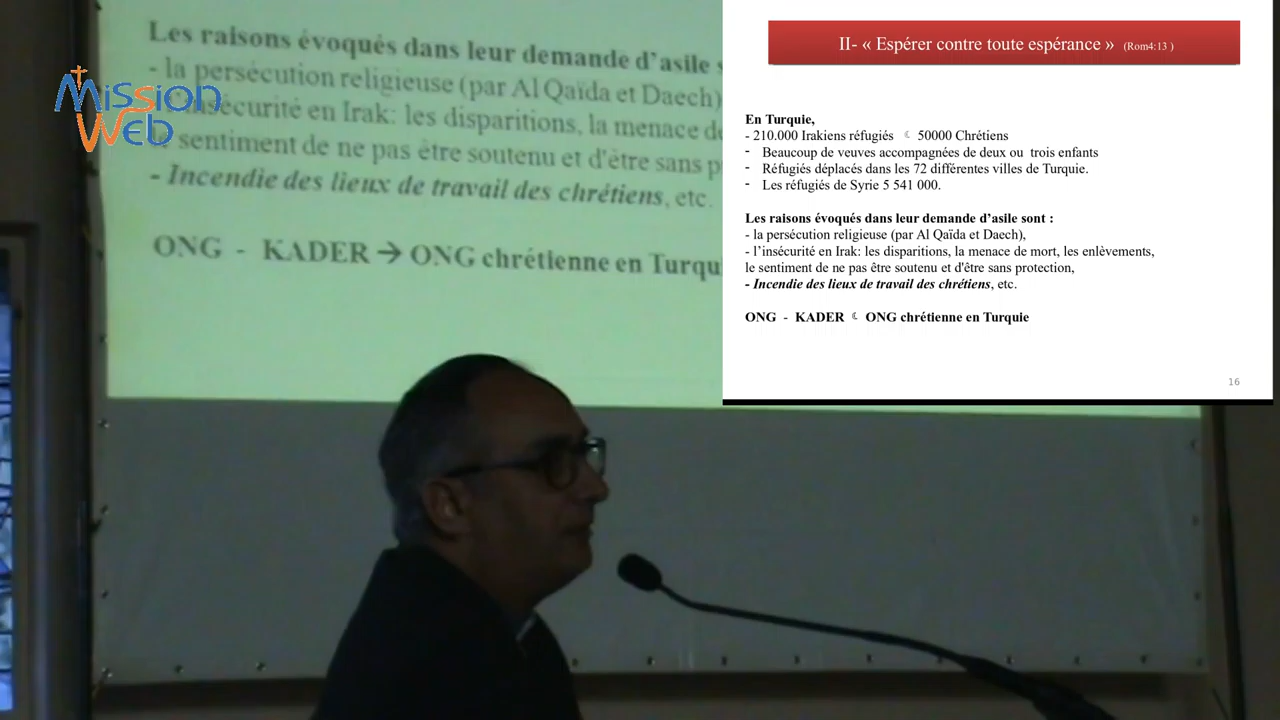 Les raisons évoqués dans leur demande d'asile s
- la persécution religieuse (par Al Qaïda et Daech)
l'insécurité en Irak: les disparitions, la menace de
sentiment de ne pas être soutenu et d'être sans p
- Incendie des lieux de travail des chrétiens, etc.
ONG - KADER → ONG chrétienne en Turqu
Mission
Web
II- « Espérer contre toute espérance » (Rom4:13 )
En Turquie,
- 210.000 Irakiens réfugiés ☾ 50000 Chrétiens
- Beaucoup de veuves accompagnées de deux ou trois enfants
- Réfugiés déplacés dans les 72 différentes villes de Turquie.
- Les réfugiés de Syrie 5 541 000.
Les raisons évoqués dans leur demande d'asile sont :
- la persécution religieuse (par Al Qaïda et Daech),
- l'insécurité en Irak: les disparitions, la menace de mort, les enlèvements,
le sentiment de ne pas être soutenu et d'être sans protection,
- Incendie des lieux de travail des chrétiens, etc.
ONG - KADER ☾ ONG chrétienne en Turquie
16